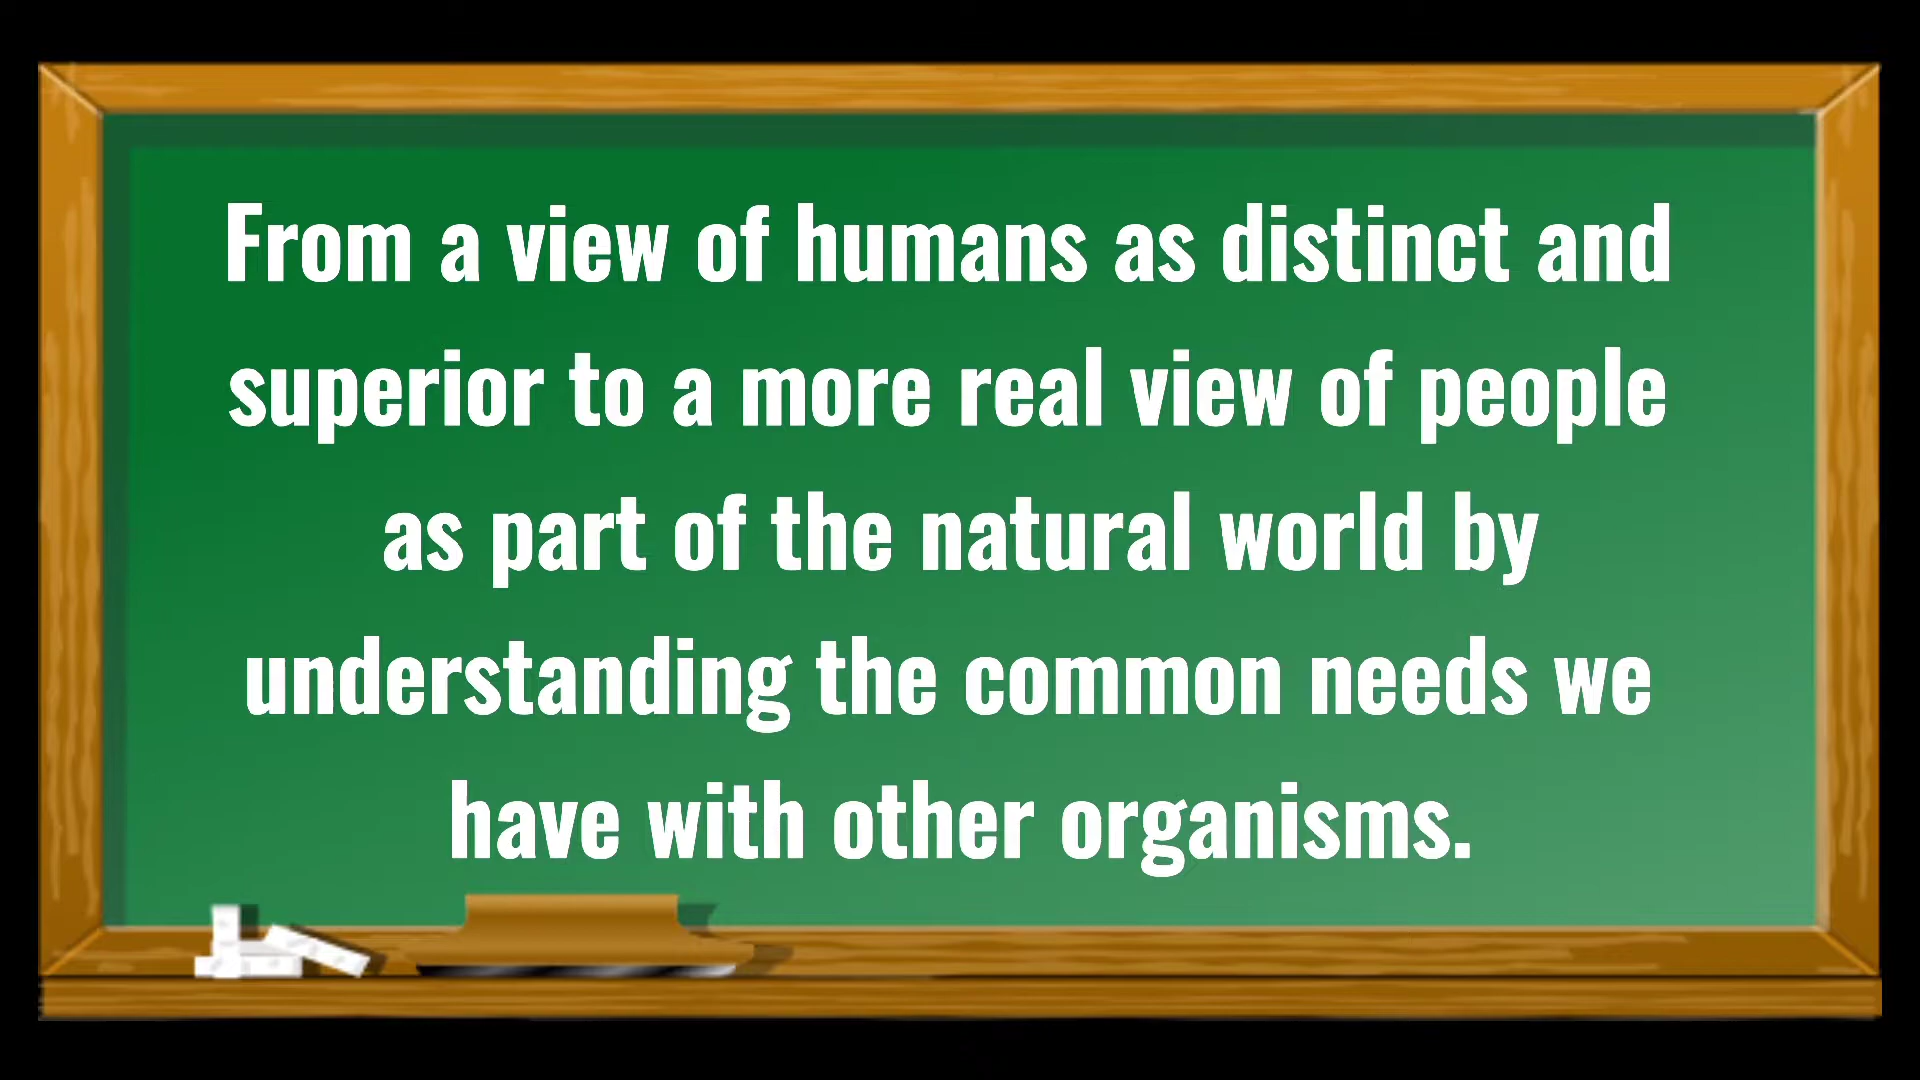 From a view of humans as distinct and
superior to a more real view of people
as part of the natural world by
understanding the common needs we
have with other organisms.